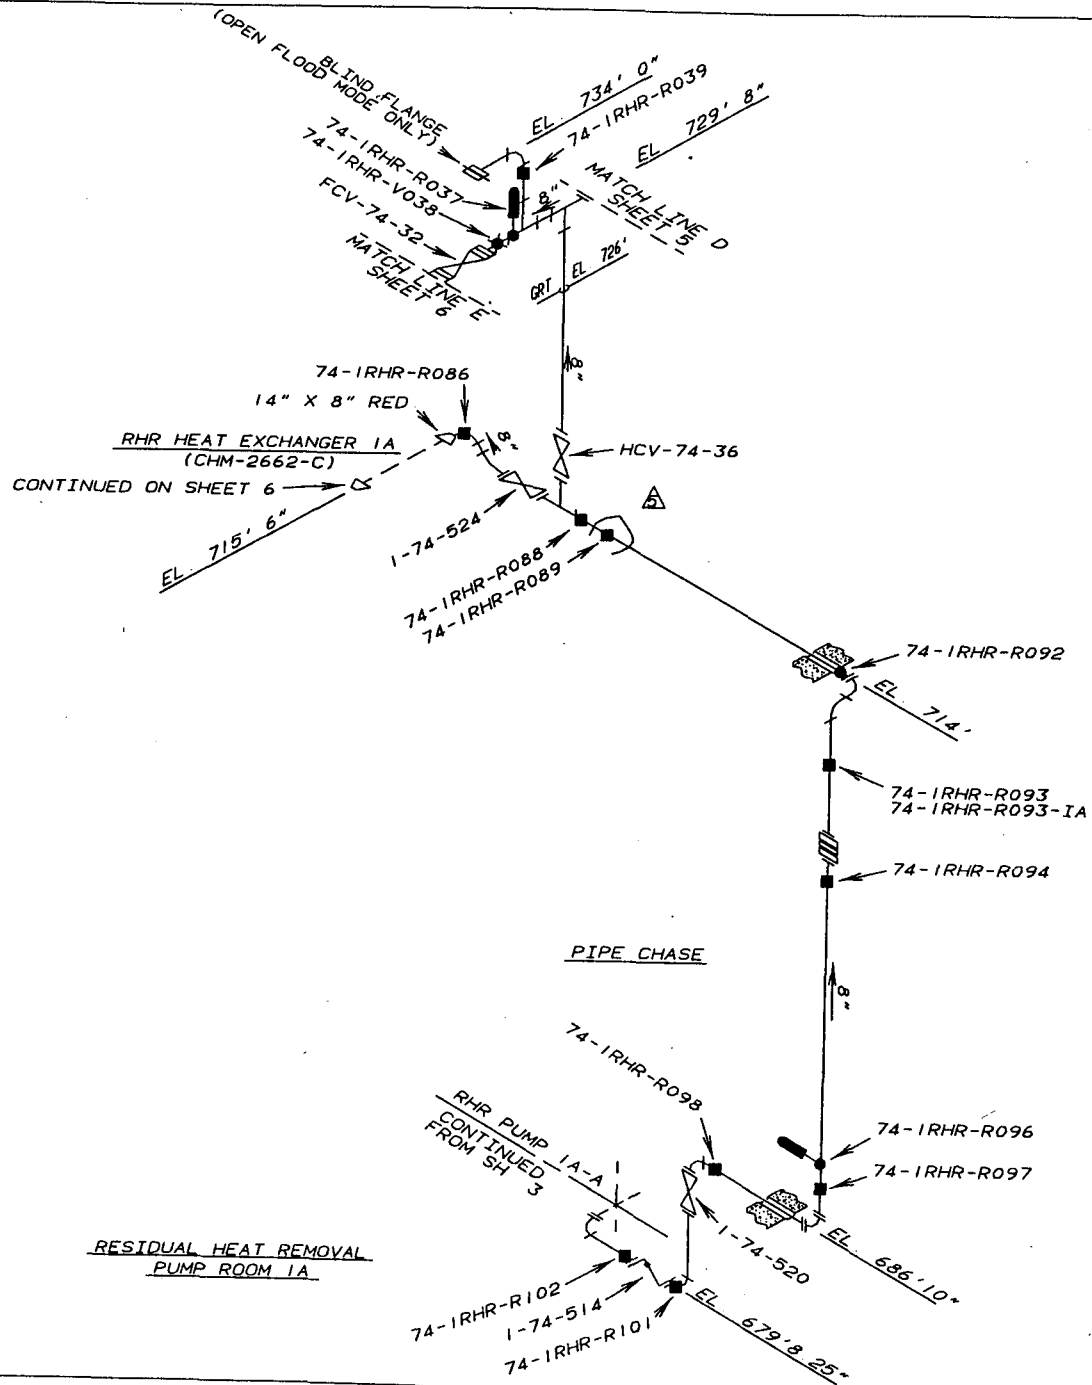 BLIND FLANGE
(OPEN FLOOD MODE ONLY)
EL. 734' 0"
74-1RHR-R039
EL 729' 8"
74-1RHR-R037
74-1RHR-V038
FCV-74-32
8"
MATCH LINE D
SHEET 5
MATCH LINE E
SHEET 6
GRT
EL 726'
8"
74-1RHR-R086
14" X 8" RED
8"
RHR HEAT EXCHANGER 1A
(CHM-2662-C)
HCV-74-36
CONTINUED ON SHEET 6
5
EL 715' 6"
1-74-524
74-1RHR-R088
74-1RHR-R089
74-1RHR-R092
EL 714'
74-1RHR-R093
74-1RHR-R093-IA
74-1RHR-R094
PIPE CHASE
8"
74-1RHR-R098
RHR PUMP 1A-A
CONTINUED
FROM SH 3
74-1RHR-R096
74-1RHR-R097
1-74-520
EL. 686'10"
RESIDUAL HEAT REMOVAL
PUMP ROOM 1A
74-1RHR-R102
1-74-514
74-1RHR-R101
EL 679'8.25"